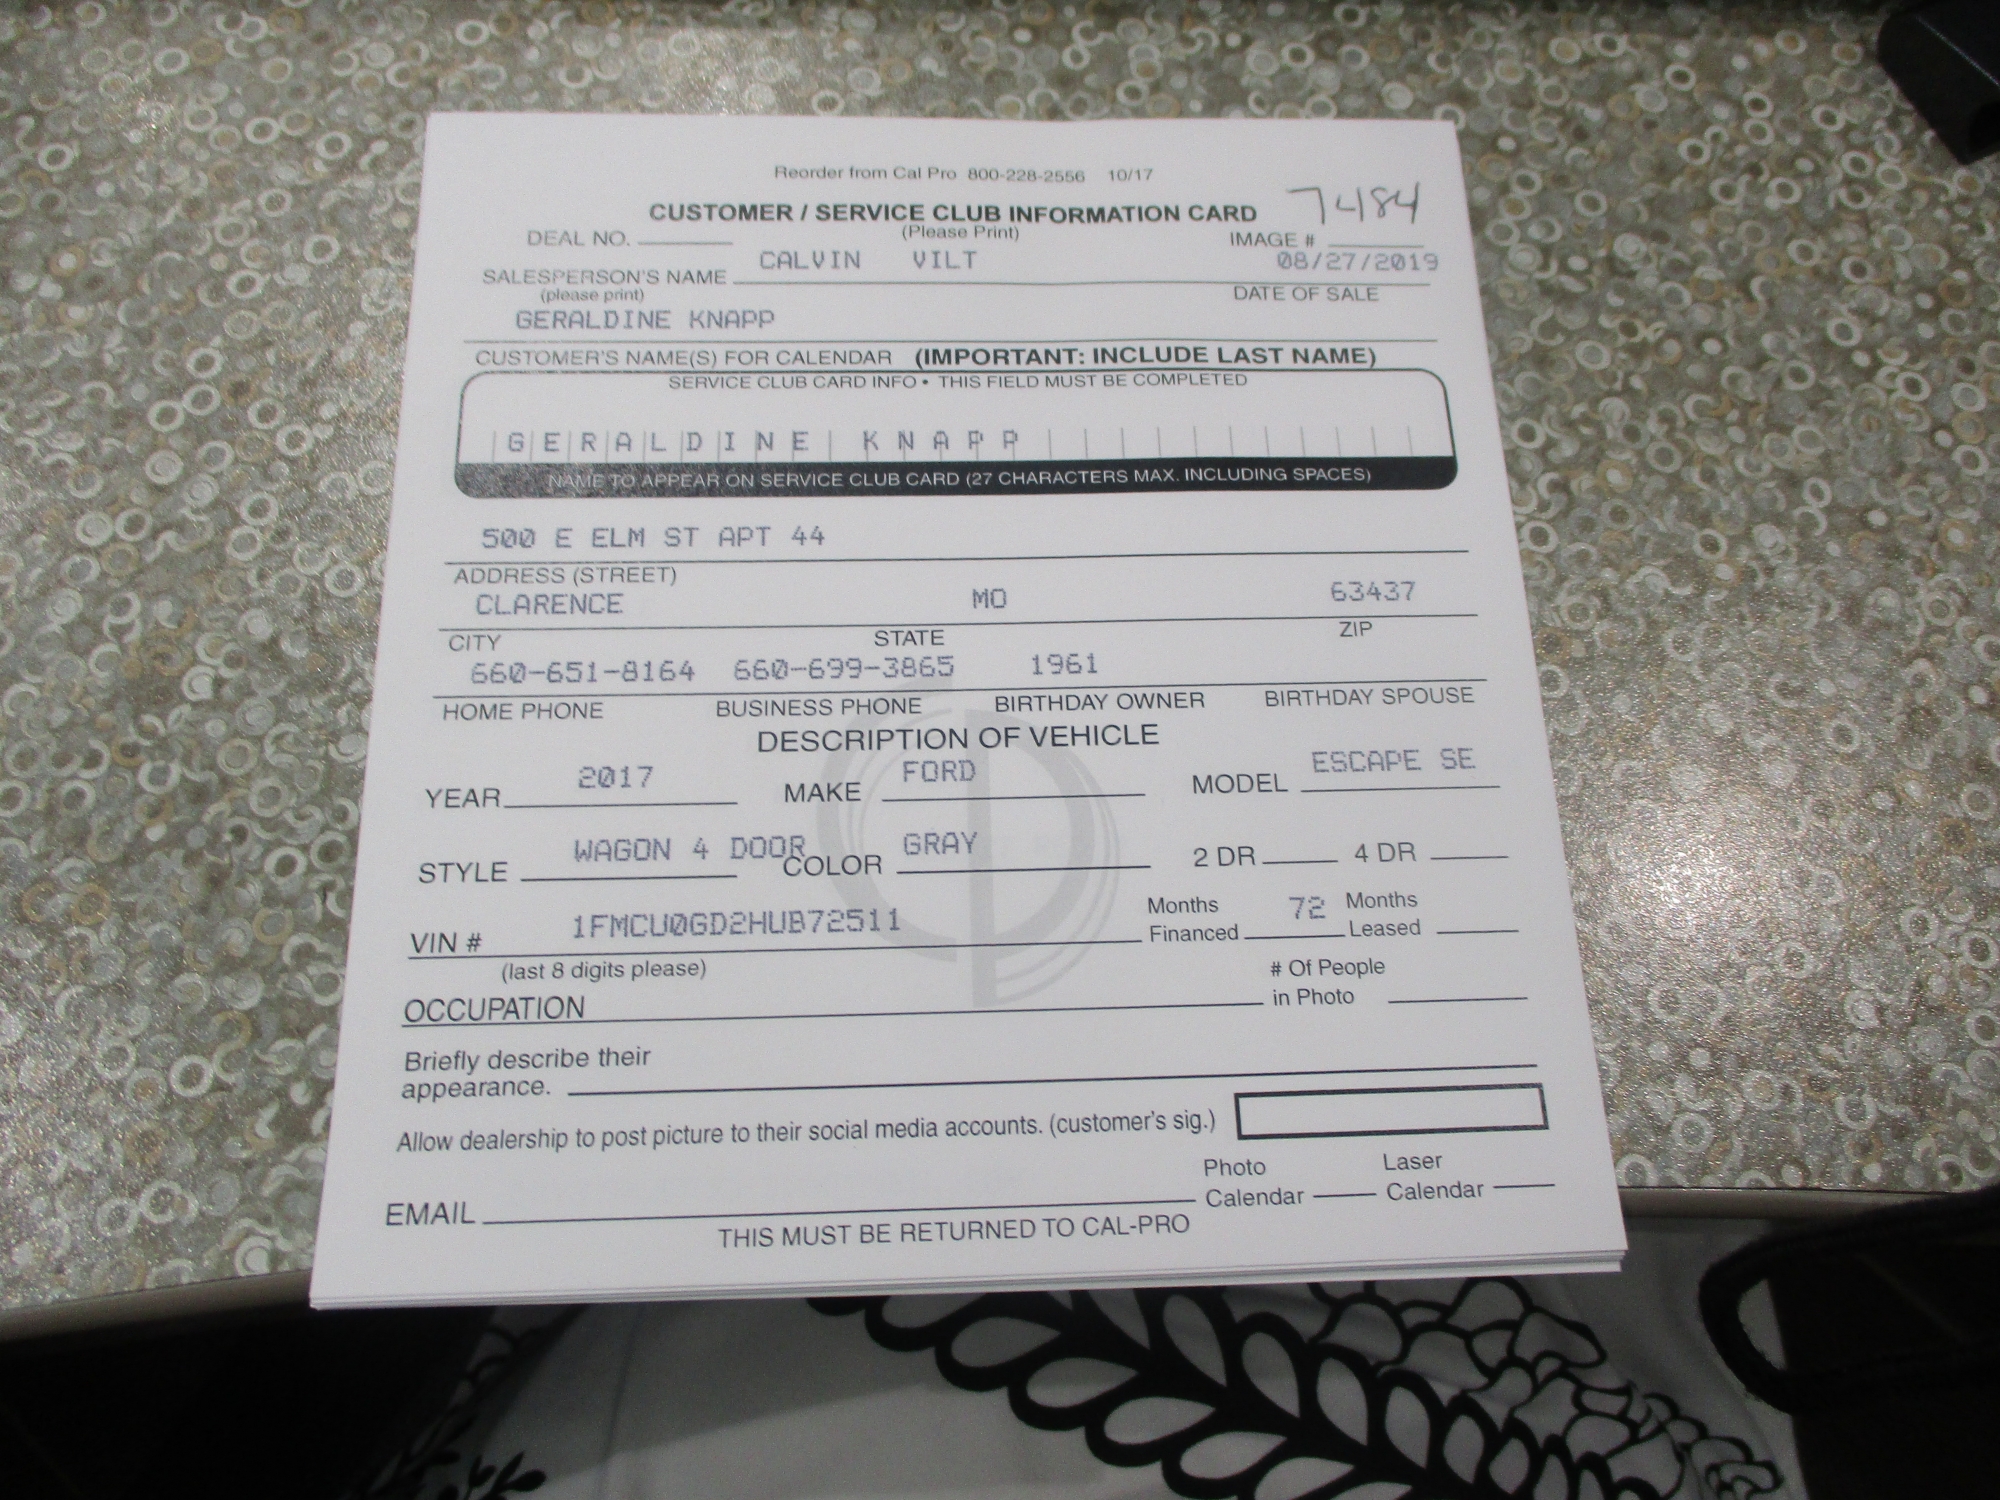 Reorder from Cal Pro 800-228-2556 10/17
CUSTOMER / SERVICE CLUB INFORMATION CARD 7484
DEAL NO. (Please Print) IMAGE #
SALESPERSON'S NAME CALVIN VILT 08/27/2019
(please print) DATE OF SALE
GERALDINE KNAPP
CUSTOMER'S NAME(S) FOR CALENDAR (IMPORTANT: INCLUDE LAST NAME)
SERVICE CLUB CARD INFO • THIS FIELD MUST BE COMPLETED
GERALDINE KNAPP
NAME TO APPEAR ON SERVICE CLUB CARD (27 CHARACTERS MAX. INCLUDING SPACES)
500 E ELM ST APT 44
ADDRESS (STREET)
CLARENCE MO 63437
CITY STATE ZIP
660-651-8164 660-699-3865 1961
HOME PHONE BUSINESS PHONE BIRTHDAY OWNER BIRTHDAY SPOUSE
DESCRIPTION OF VEHICLE
YEAR 2017 MAKE FORD MODEL ESCAPE SE
STYLE WAGON 4 DOOR COLOR GRAY 2 DR 4 DR
VIN # 1FMCU0GD2HUB72511 Months Financed 72 Months Leased
(last 8 digits please)
OCCUPATION # Of People in Photo
Briefly describe their
appearance.
Allow dealership to post picture to their social media accounts. (customer's sig.)
EMAIL Photo Calendar Laser Calendar
THIS MUST BE RETURNED TO CAL-PRO